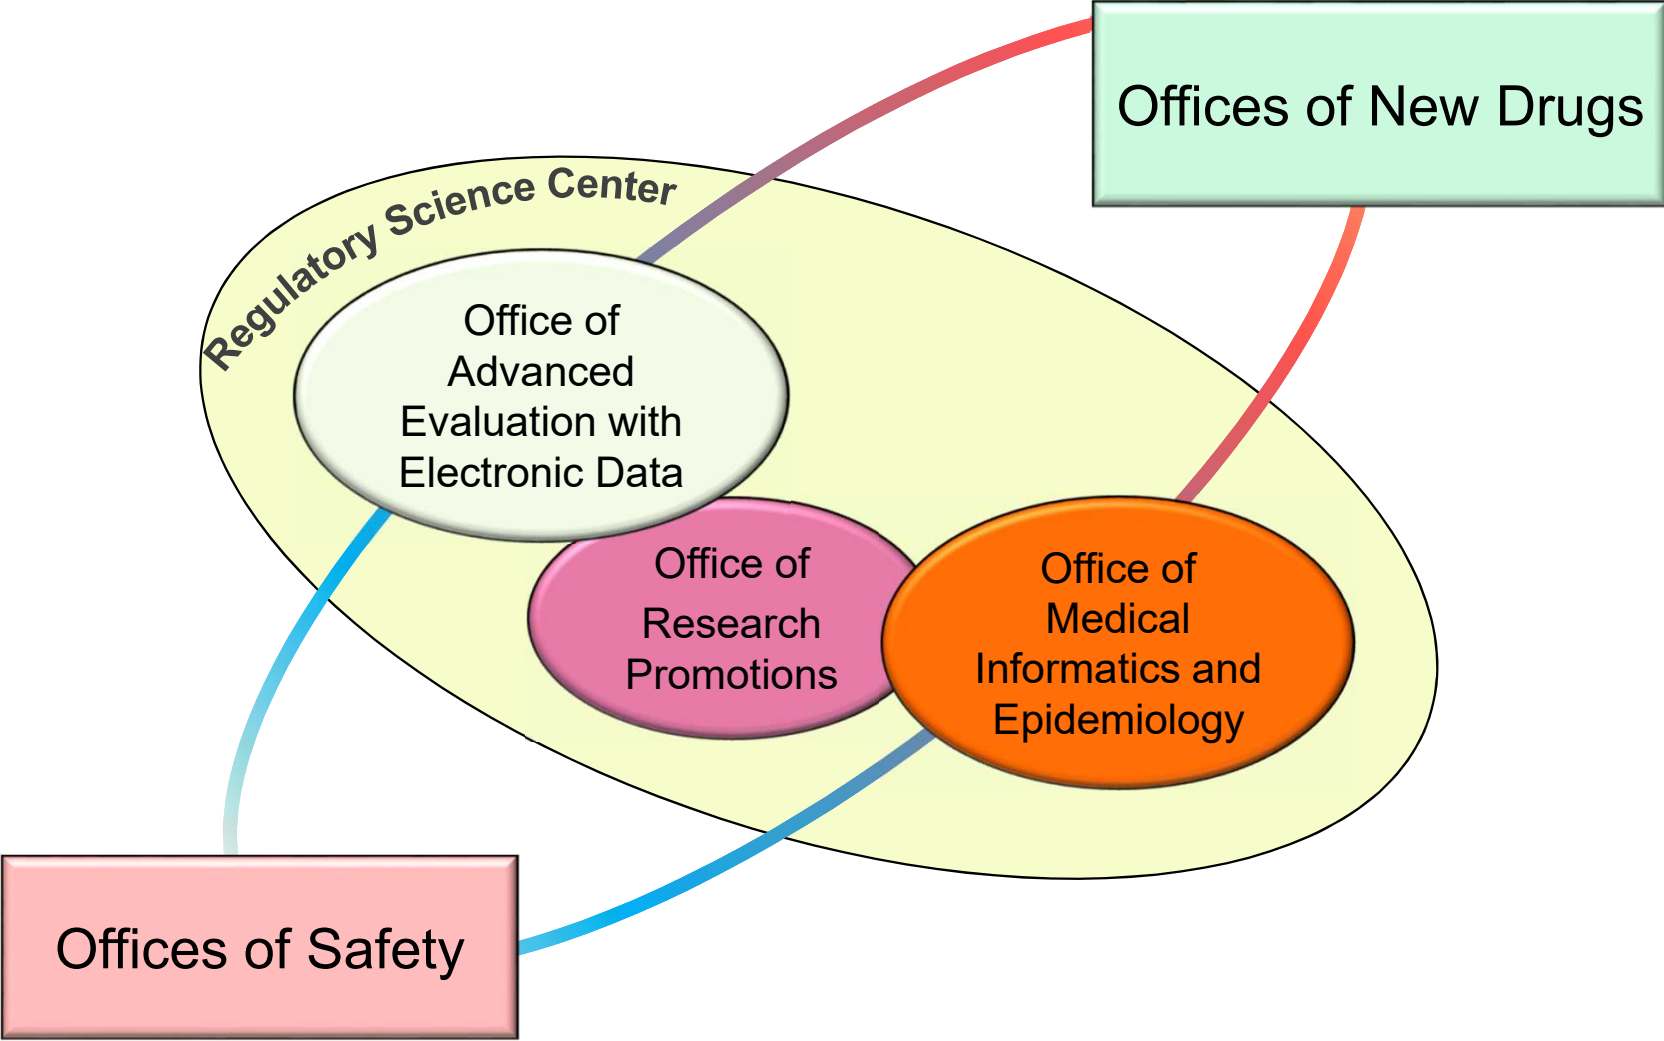 Offices of New Drugs
Regulatory Science Center
Office of
Advanced
Evaluation with
Electronic Data
Office of
Research
Promotions
Office of
Medical
Informatics and
Epidemiology
Offices of Safety